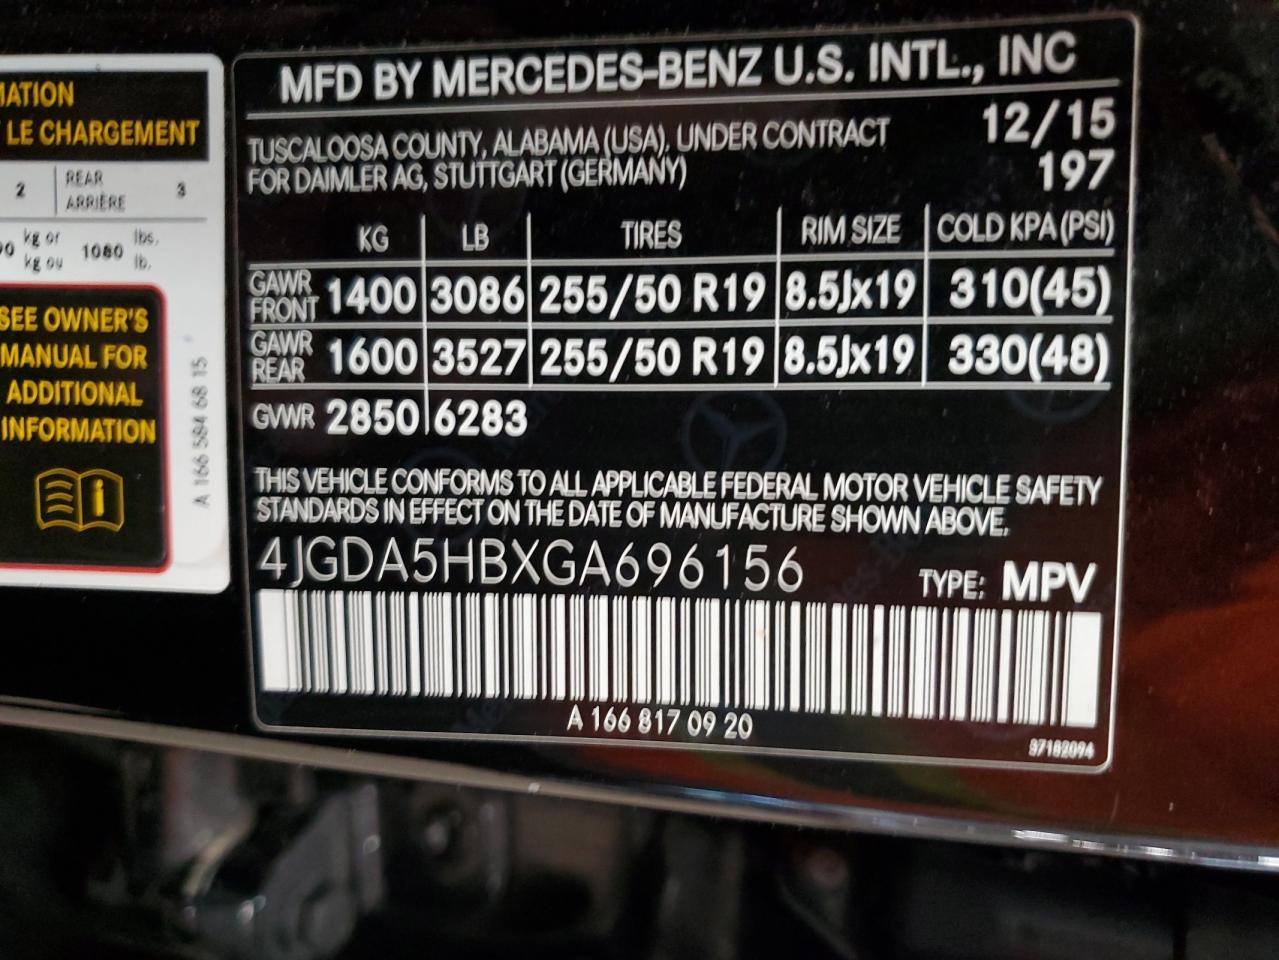 MATION
LE CHARGEMENT
2 REAR 3
ARRIÈRE
kg or 1080 lbs.
kg ou lb.
SEE OWNER'S
MANUAL FOR
ADDITIONAL
INFORMATION
A 166 584 68 15
MFD BY MERCEDES-BENZ U.S. INTL., INC
TUSCALOOSA COUNTY, ALABAMA (USA), UNDER CONTRACT 12/15
FOR DAIMLER AG, STUTTGART (GERMANY) 197
KG LB TIRES RIM SIZE COLD KPA (PSI)
GAWR FRONT 1400 3086 255/50 R19 8.5Jx19 310(45)
GAWR REAR 1600 3527 255/50 R19 8.5Jx19 330(48)
GVWR 2850 6283
THIS VEHICLE CONFORMS TO ALL APPLICABLE FEDERAL MOTOR VEHICLE SAFETY
STANDARDS IN EFFECT ON THE DATE OF MANUFACTURE SHOWN ABOVE.
4JGDA5HBXGA696156 TYPE: MPV
A 166 817 09 20
37182094